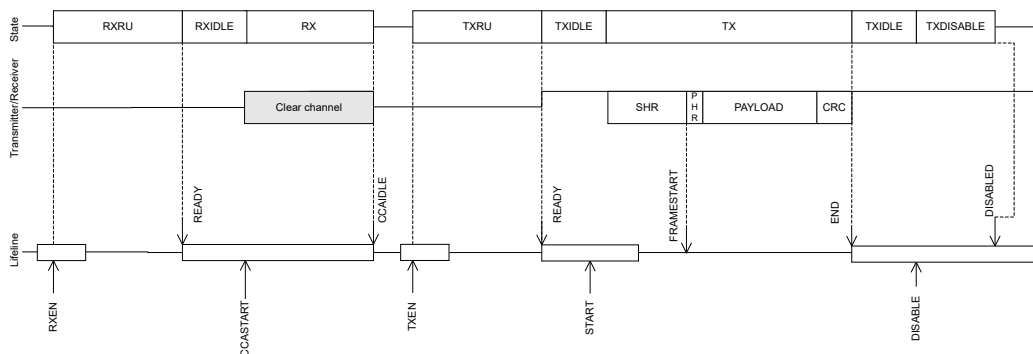 State
RXRU
RXIDLE
RX
TXRU
TXIDLE
TX
TXIDLE
TXDISABLE
Transmitter/Receiver
Clear channel
SHR
PHR
PAYLOAD
CRC
READY
CCAIDLE
READY
FRAMESTART
END
DISABLED
Lifeline
RXEN
CCASTART
TXEN
START
DISABLE